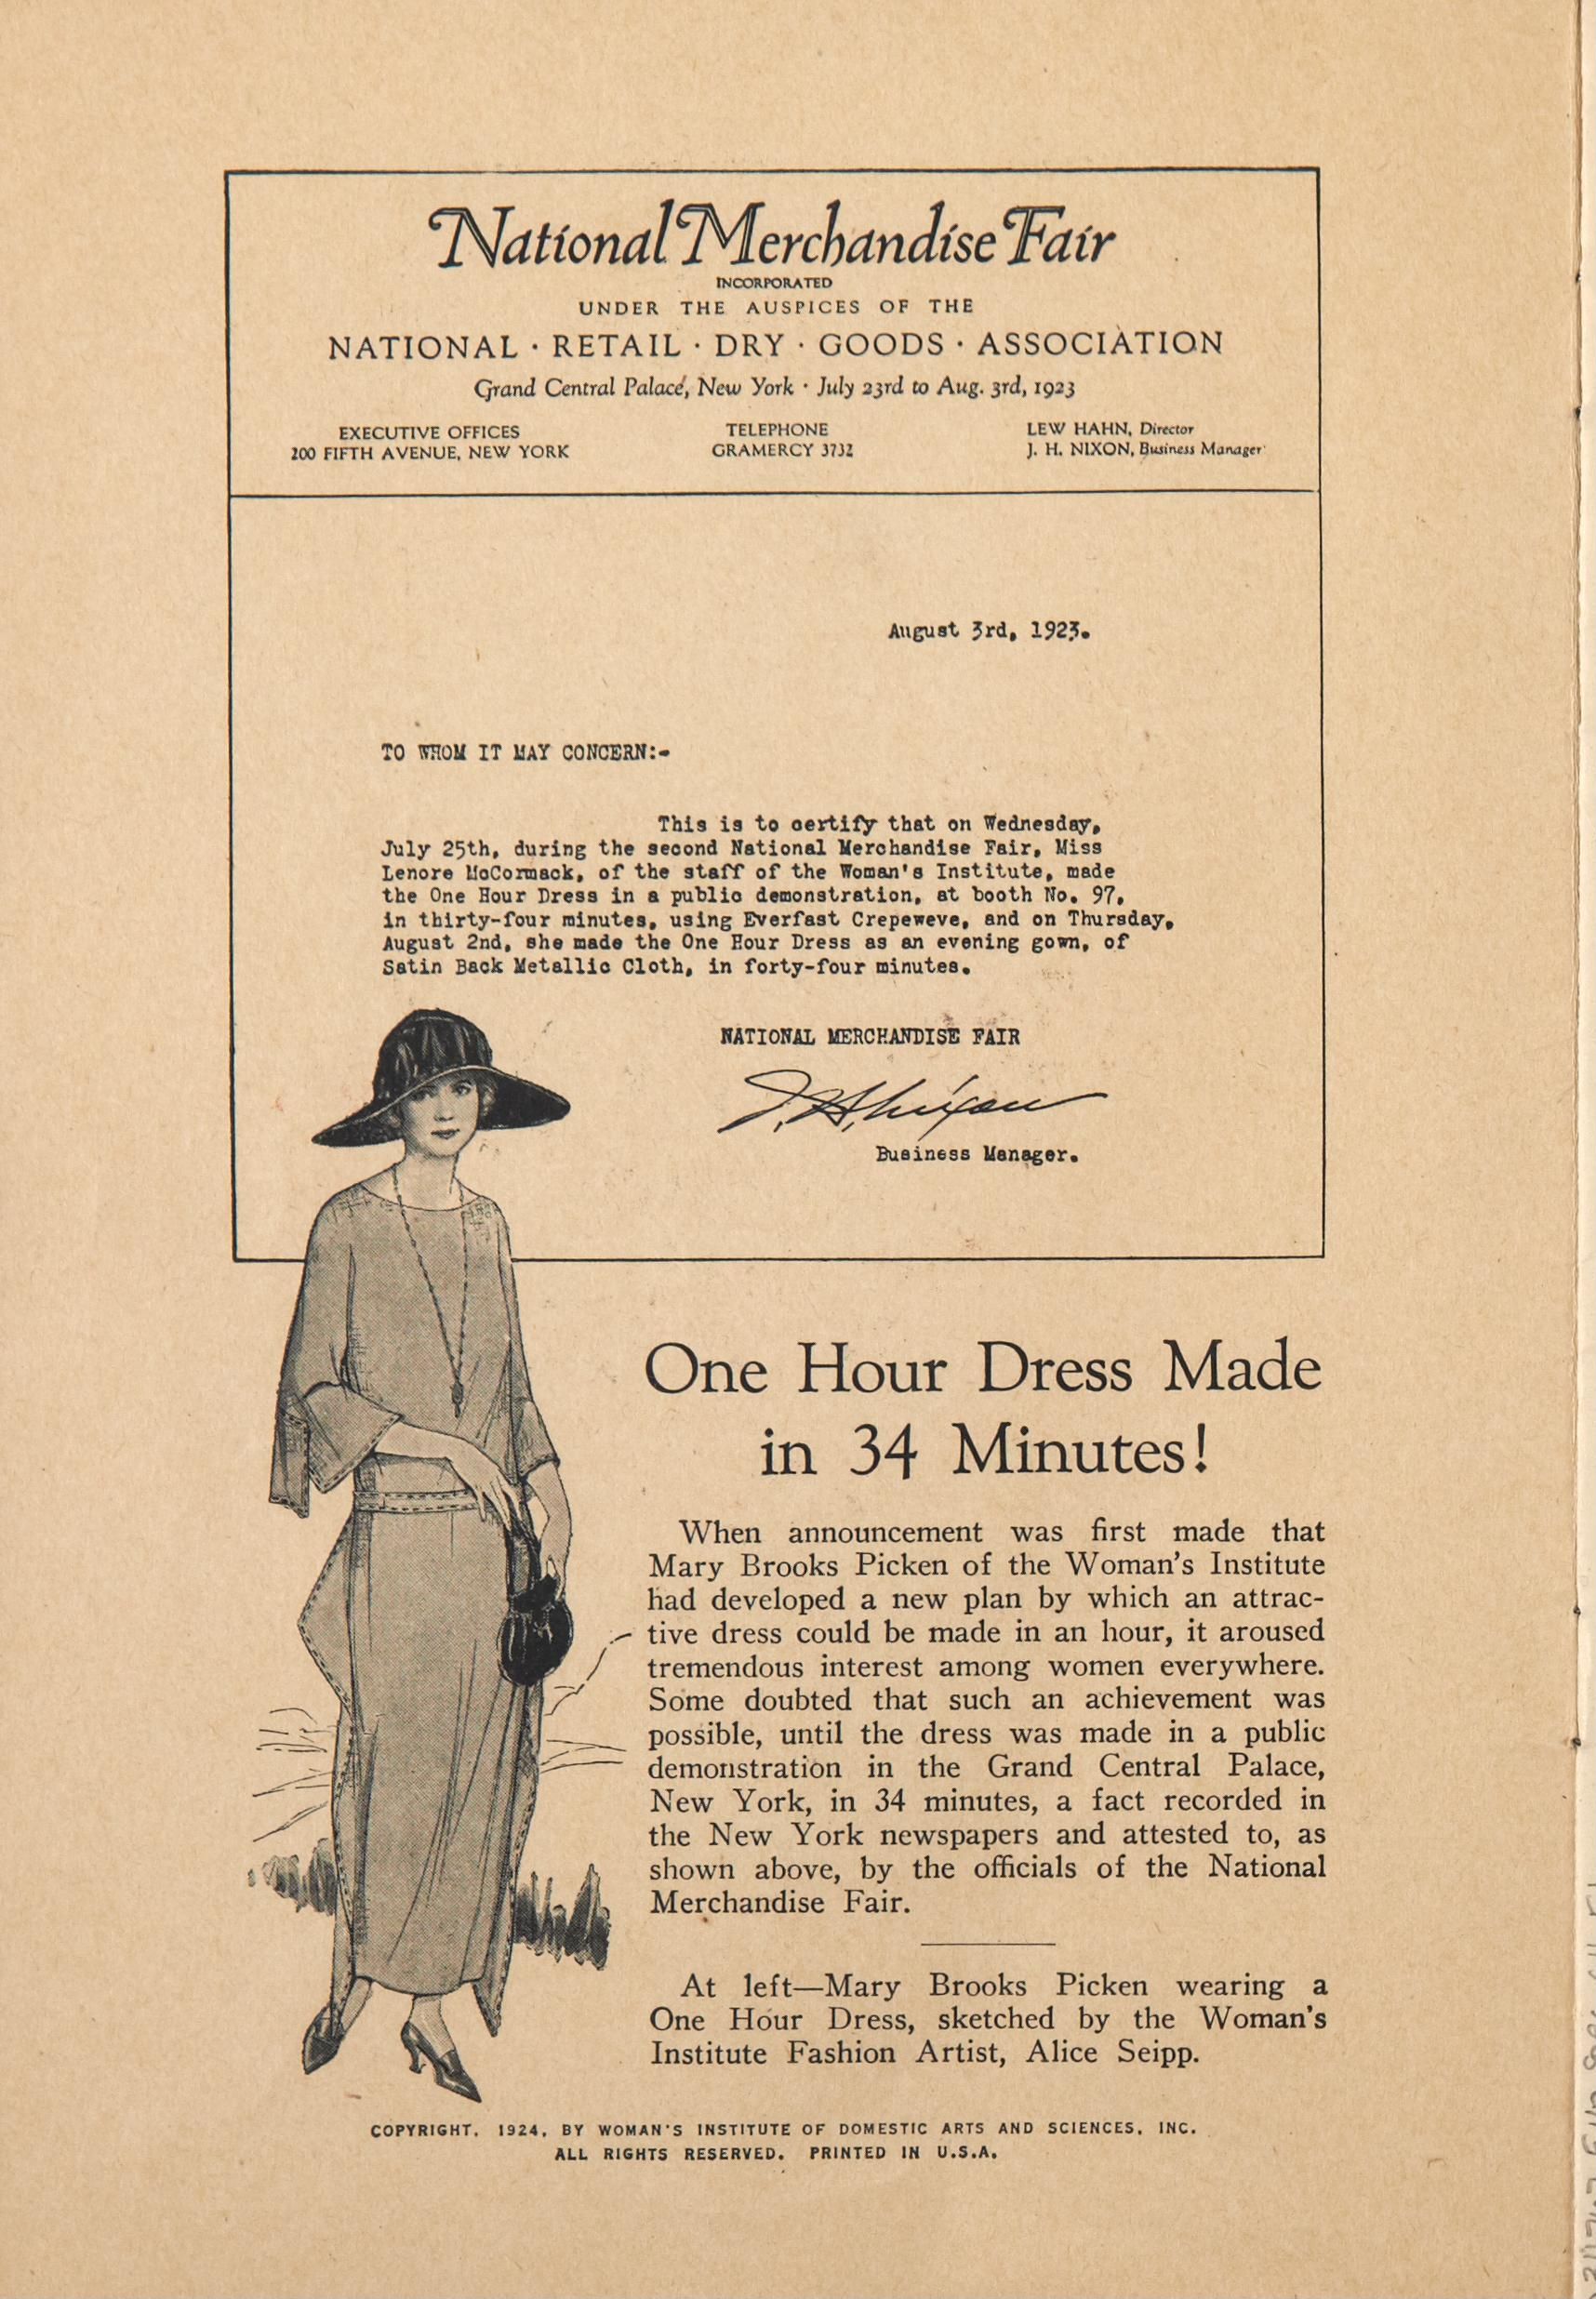 National Merchandise Fair
INCORPORATED
UNDER THE AUSPICES OF THE
NATIONAL · RETAIL · DRY · GOODS · ASSOCIATION
Grand Central Palace, New York · July 23rd to Aug. 3rd, 1923
EXECUTIVE OFFICES
200 FIFTH AVENUE, NEW YORK
TELEPHONE
GRAMERCY 3732
LEW HAHN, Director
J. H. NIXON, Business Manager
August 3rd, 1923.
TO WHOM IT MAY CONCERN:-
This is to certify that on Wednesday,
July 25th, during the second National Merchandise Fair, Miss
Lenore McCormack, of the staff of the Woman's Institute, made
the One Hour Dress in a public demonstration, at booth No. 97,
in thirty-four minutes, using Everfast Crepeweve, and on Thursday,
August 2nd, she made the One Hour Dress as an evening gown, of
Satin Back Metallic Cloth, in forty-four minutes.
NATIONAL MERCHANDISE FAIR
J. H. Nixon
Business Manager.
One Hour Dress Made
in 34 Minutes!
When announcement was first made that
Mary Brooks Picken of the Woman's Institute
had developed a new plan by which an attrac-
tive dress could be made in an hour, it aroused
tremendous interest among women everywhere.
Some doubted that such an achievement was
possible, until the dress was made in a public
demonstration in the Grand Central Palace,
New York, in 34 minutes, a fact recorded in
the New York newspapers and attested to, as
shown above, by the officials of the National
Merchandise Fair.
At left—Mary Brooks Picken wearing a
One Hour Dress, sketched by the Woman's
Institute Fashion Artist, Alice Seipp.
COPYRIGHT, 1924, BY WOMAN'S INSTITUTE OF DOMESTIC ARTS AND SCIENCES, INC.
ALL RIGHTS RESERVED. PRINTED IN U.S.A.